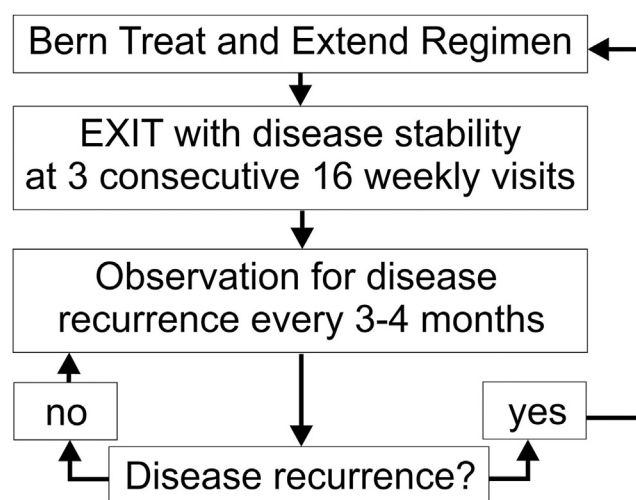 Bern Treat and Extend Regimen
EXIT with disease stability
at 3 consecutive 16 weekly visits
Observation for disease
recurrence every 3-4 months
no
yes
Disease recurrence?